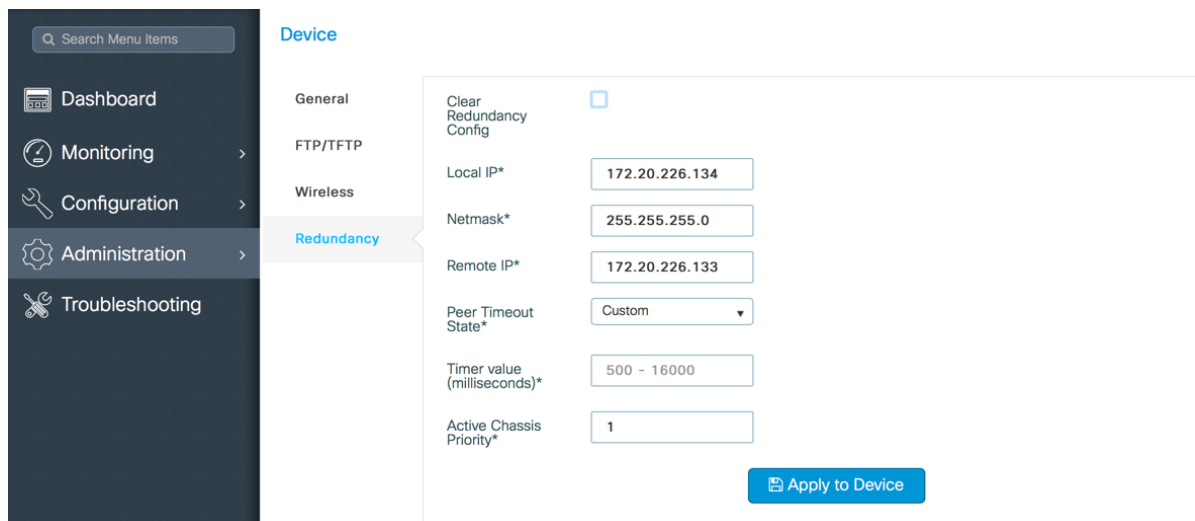 Search Menu Items
Dashboard
Monitoring
Configuration
Administration
Troubleshooting
Device
General
FTP/TFTP
Wireless
Redundancy
Clear
Redundancy
Config
Local IP*
172.20.226.134
Netmask*
255.255.255.0
Remote IP*
172.20.226.133
Peer Timeout
State*
Custom
Timer value
(milliseconds)*
500 - 16000
Active Chassis
Priority*
1
Apply to Device